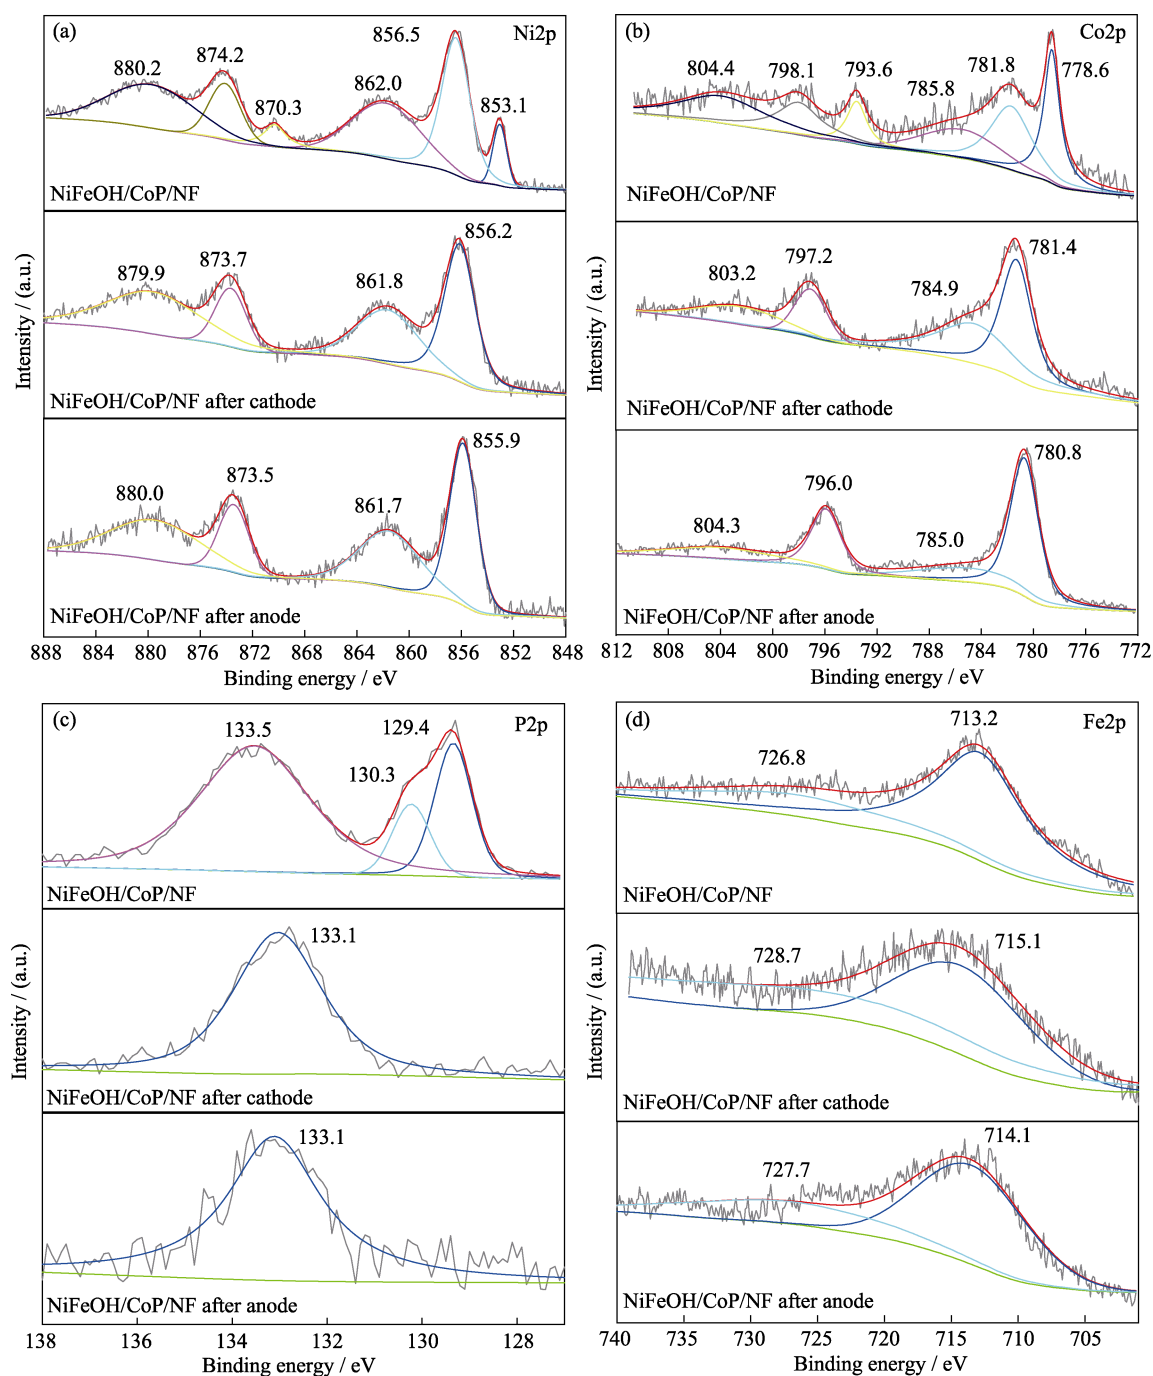 (a)
Ni2p
880.2
874.2
870.3
862.0
856.5
853.1
NiFeOH/CoP/NF
879.9
873.7
861.8
856.2
NiFeOH/CoP/NF after cathode
880.0
873.5
861.7
855.9
NiFeOH/CoP/NF after anode
Intensity / (a.u.)
888 884 880 876 872 868 864 860 856 852 848
Binding energy / eV
(b)
Co2p
804.4
798.1
793.6
785.8
781.8
778.6
NiFeOH/CoP/NF
803.2
797.2
784.9
781.4
NiFeOH/CoP/NF after cathode
804.3
796.0
785.0
780.8
NiFeOH/CoP/NF after anode
Intensity / (a.u.)
812 808 804 800 796 792 788 784 780 776 772
Binding energy / eV
(c)
P2p
133.5
130.3
129.4
NiFeOH/CoP/NF
133.1
NiFeOH/CoP/NF after cathode
133.1
NiFeOH/CoP/NF after anode
Intensity / (a.u.)
138 136 134 132 130 128
Binding energy / eV
(d)
Fe2p
726.8
713.2
NiFeOH/CoP/NF
728.7
715.1
NiFeOH/CoP/NF after cathode
727.7
714.1
NiFeOH/CoP/NF after anode
Intensity / (a.u.)
740 735 730 725 720 715 710 705
Binding energy / eV